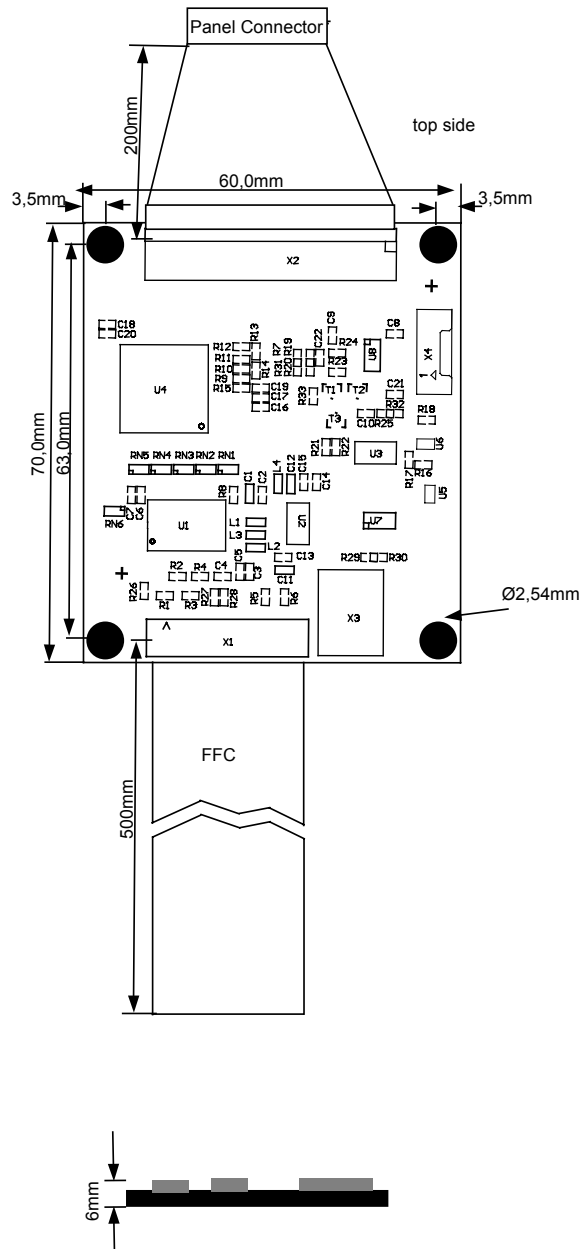 Panel Connector
200mm
top side
60,0mm
3,5mm
3,5mm
X2
C18
C20
R12
R11
R10
R9
R15
R13
R14
C19
C17
C16
R7
R19
R31
R20
C22
C9
R24
R23
U8
C8
X4
1
U4
R33
T1
T2
T3
C21
C10
R25
R32
R18
U6
R21
R22
U3
R17
R16
U5
70,0mm
63,0mm
RN5
RN4
RN3
RN2
RN1
L4
C12
C15
C14
C7
C6
RN6
U1
R8
C1
C2
L1
L3
L2
U2
U7
C13
C11
R29
R30
R2
R4
C4
C5
C3
R26
R1
R3
R27
R28
R5
R6
X3
Ø2,54mm
X1
FFC
500mm
6mm